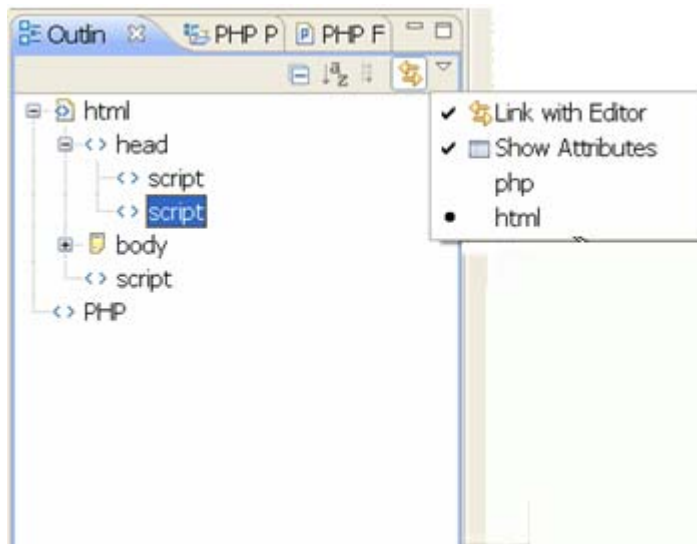 Outlin PHP P PHP F
a z
html
head
script
script
body
script
PHP
Link with Editor
Show Attributes
php
html